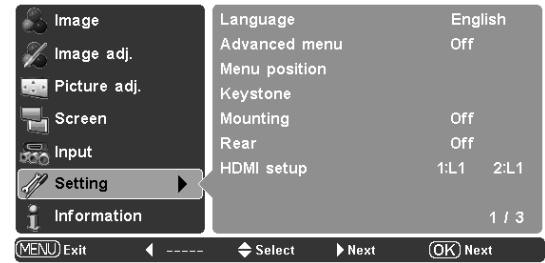 Image
Image adj.
Picture adj.
Screen
Input
Setting
Information
Language English
Advanced menu Off
Menu position
Keystone
Mounting Off
Rear Off
HDMI setup 1:L1 2:L1
1 / 3
MENU Exit ----- Select Next OK Next